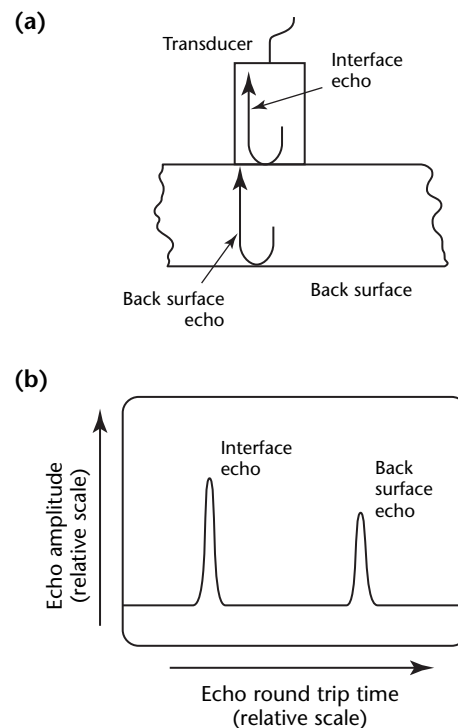 (a)
Transducer
Interface
echo
Back surface
echo
Back surface
(b)
Echo amplitude
(relative scale)
Interface
echo
Back
surface
echo
Echo round trip time
(relative scale)